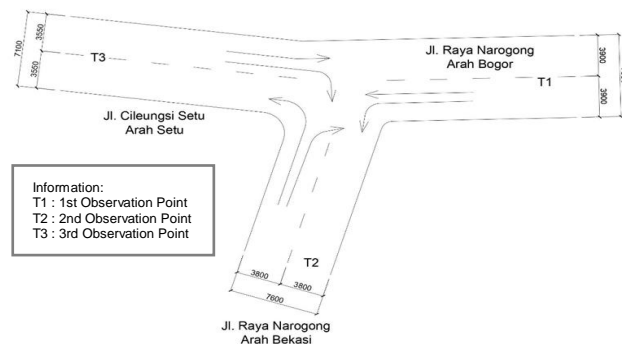 3550
7100
3550
T3
Jl. Raya Narogong
Arah Bogor
T1
3900
3900
Jl. Cileungsi Setu
Arah Setu
Information:
T1 : 1st Observation Point
T2 : 2nd Observation Point
T3 : 3rd Observation Point
T2
3800
3800
7600
Jl. Raya Narogong
Arah Bekasi